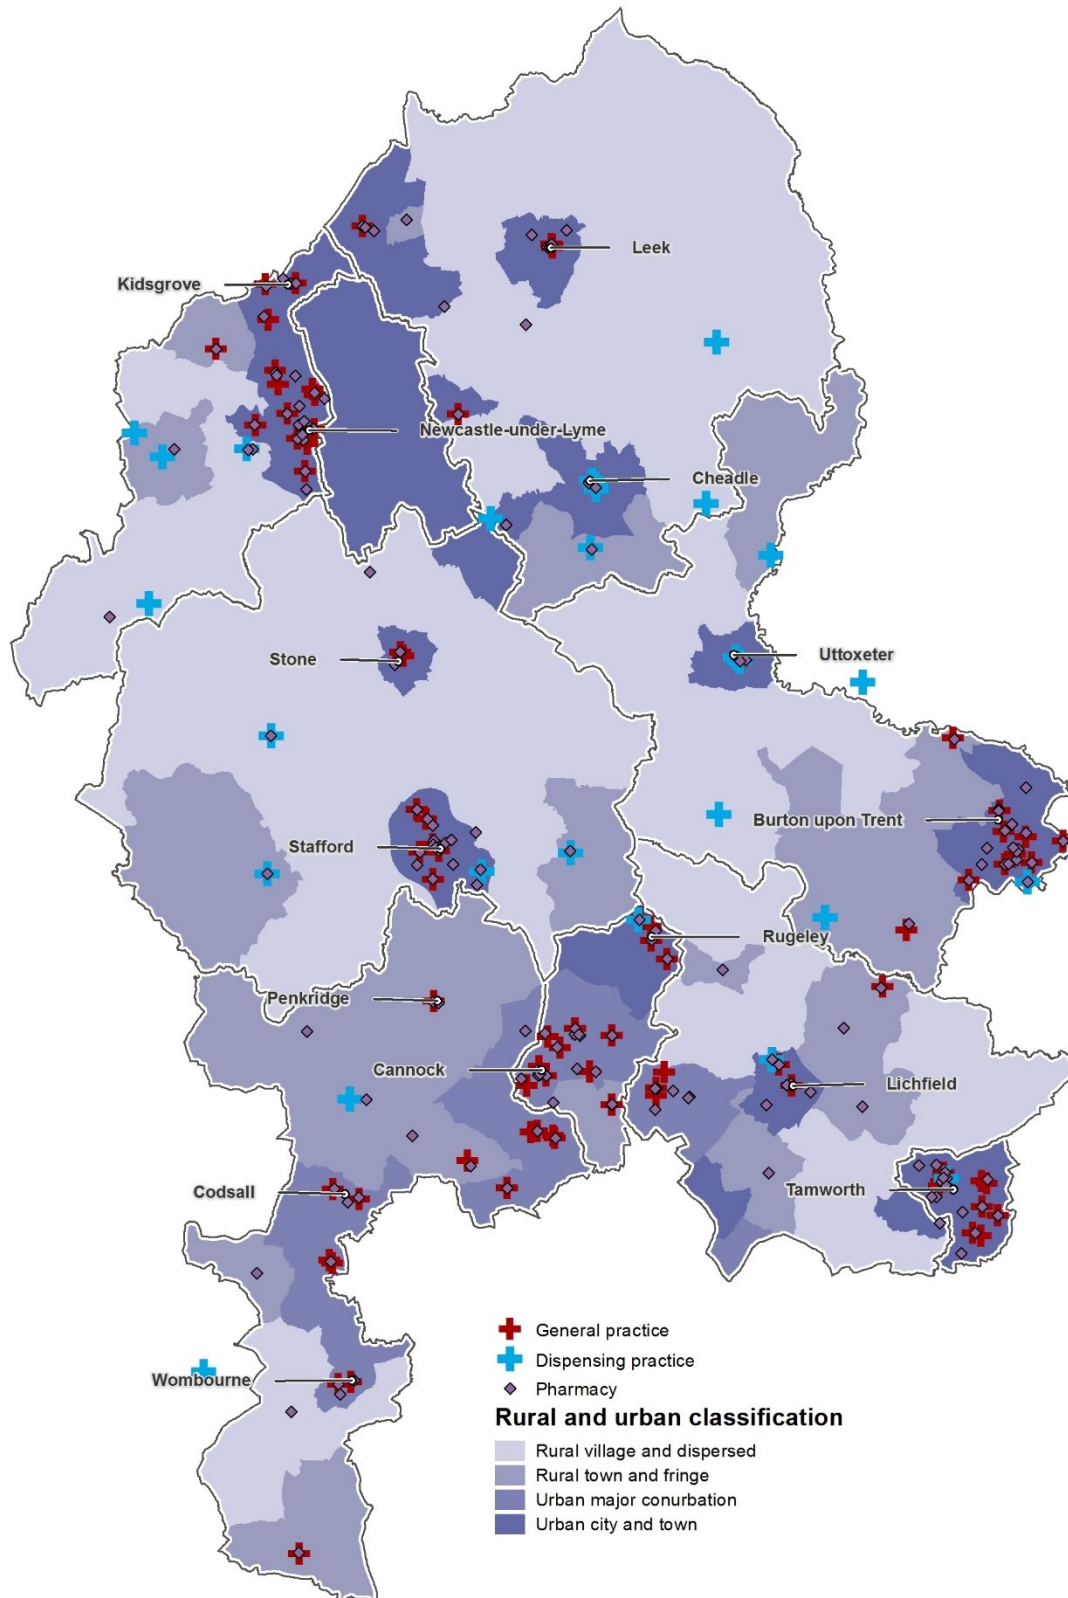 Leek
Kidsgrove
Newcastle-under-Lyme
Cheadle
Stone
Uttoxeter
Burton upon Trent
Stafford
Rugeley
Penkridge
Cannock
Lichfield
Tamworth
Codsall
Wombourne
General practice
Dispensing practice
Pharmacy
Rural and urban classification
Rural village and dispersed
Rural town and fringe
Urban major conurbation
Urban city and town